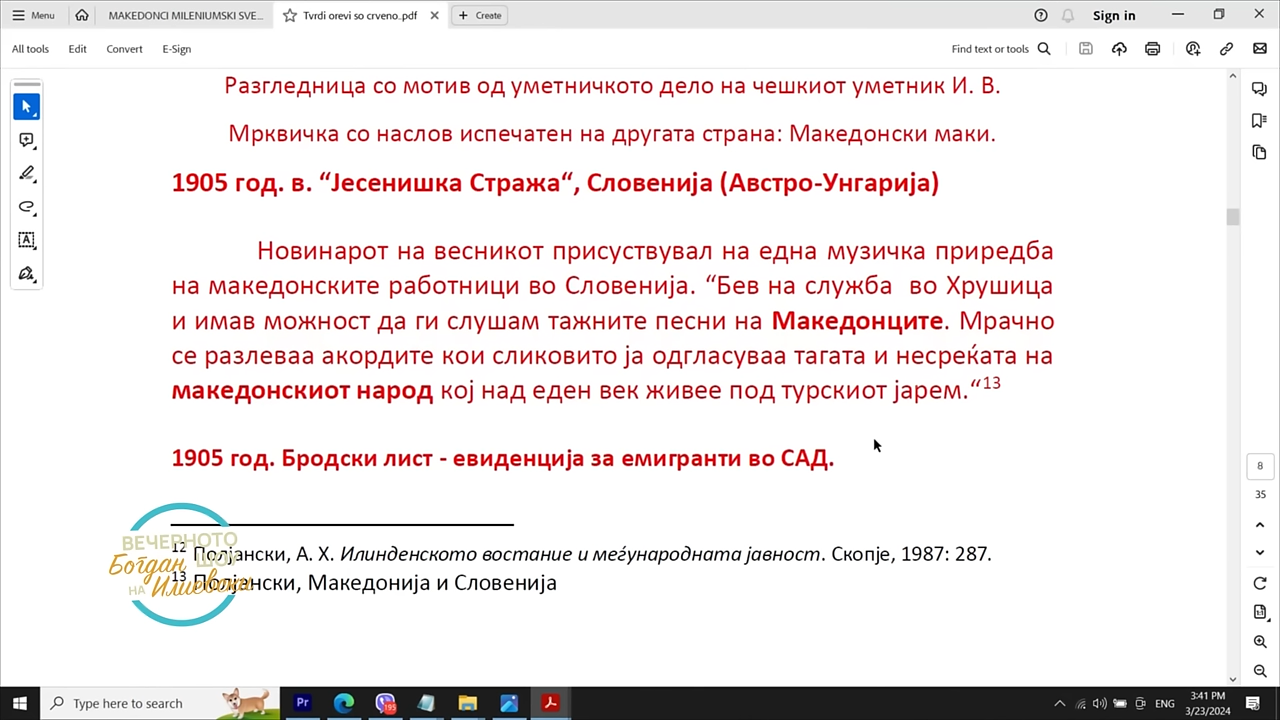 Menu
MAKEDONCI MILENIUMSKI SVE...
Tvrdi orevi so crveno.pdf
Create
Sign in
All tools Edit Convert E-Sign
Find text or tools
Разгледница со мотив од уметничкото дело на чешкиот уметник И. В.
Мрквичка со наслов испечатен на другата страна: Македонски маки.
1905 год. в. “Јесенишка Стража“, Словенија (Австро-Унгарија)
Новинарот на весникот присуствувал на една музичка приредба
на македонските работници во Словенија. “Бев на служба во Хрушица
и имав можност да ги слушам тажните песни на Македонците. Мрачно
се разлеваа акордите кои сликовито ја одгласуваа тагата и несреќата на
македонскиот народ кој над еден век живее под турскиот јарем.“13
1905 год. Бродски лист - евиденција за емигранти во САД.
8
35
ВЕЧЕРНОТО
ШОУ
Богдан
НА Илиевски
12 Полјански, А. Х. Илинденското востание и меѓународната јавност. Скопје, 1987: 287.
13 Полјански, Македонија и Словенија
Type here to search
Pr
195
ENG
3:41 PM
3/23/2024